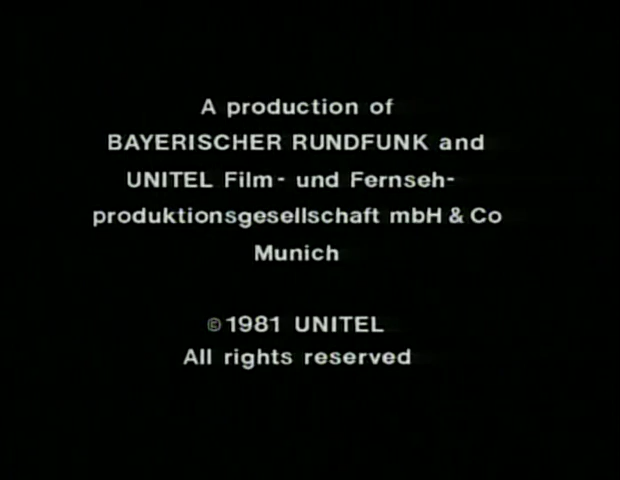 A production of
BAYERISCHER RUNDFUNK and
UNITEL Film- und Fernseh-
produktionsgesellschaft mbH & Co
Munich
© 1981 UNITEL
All rights reserved